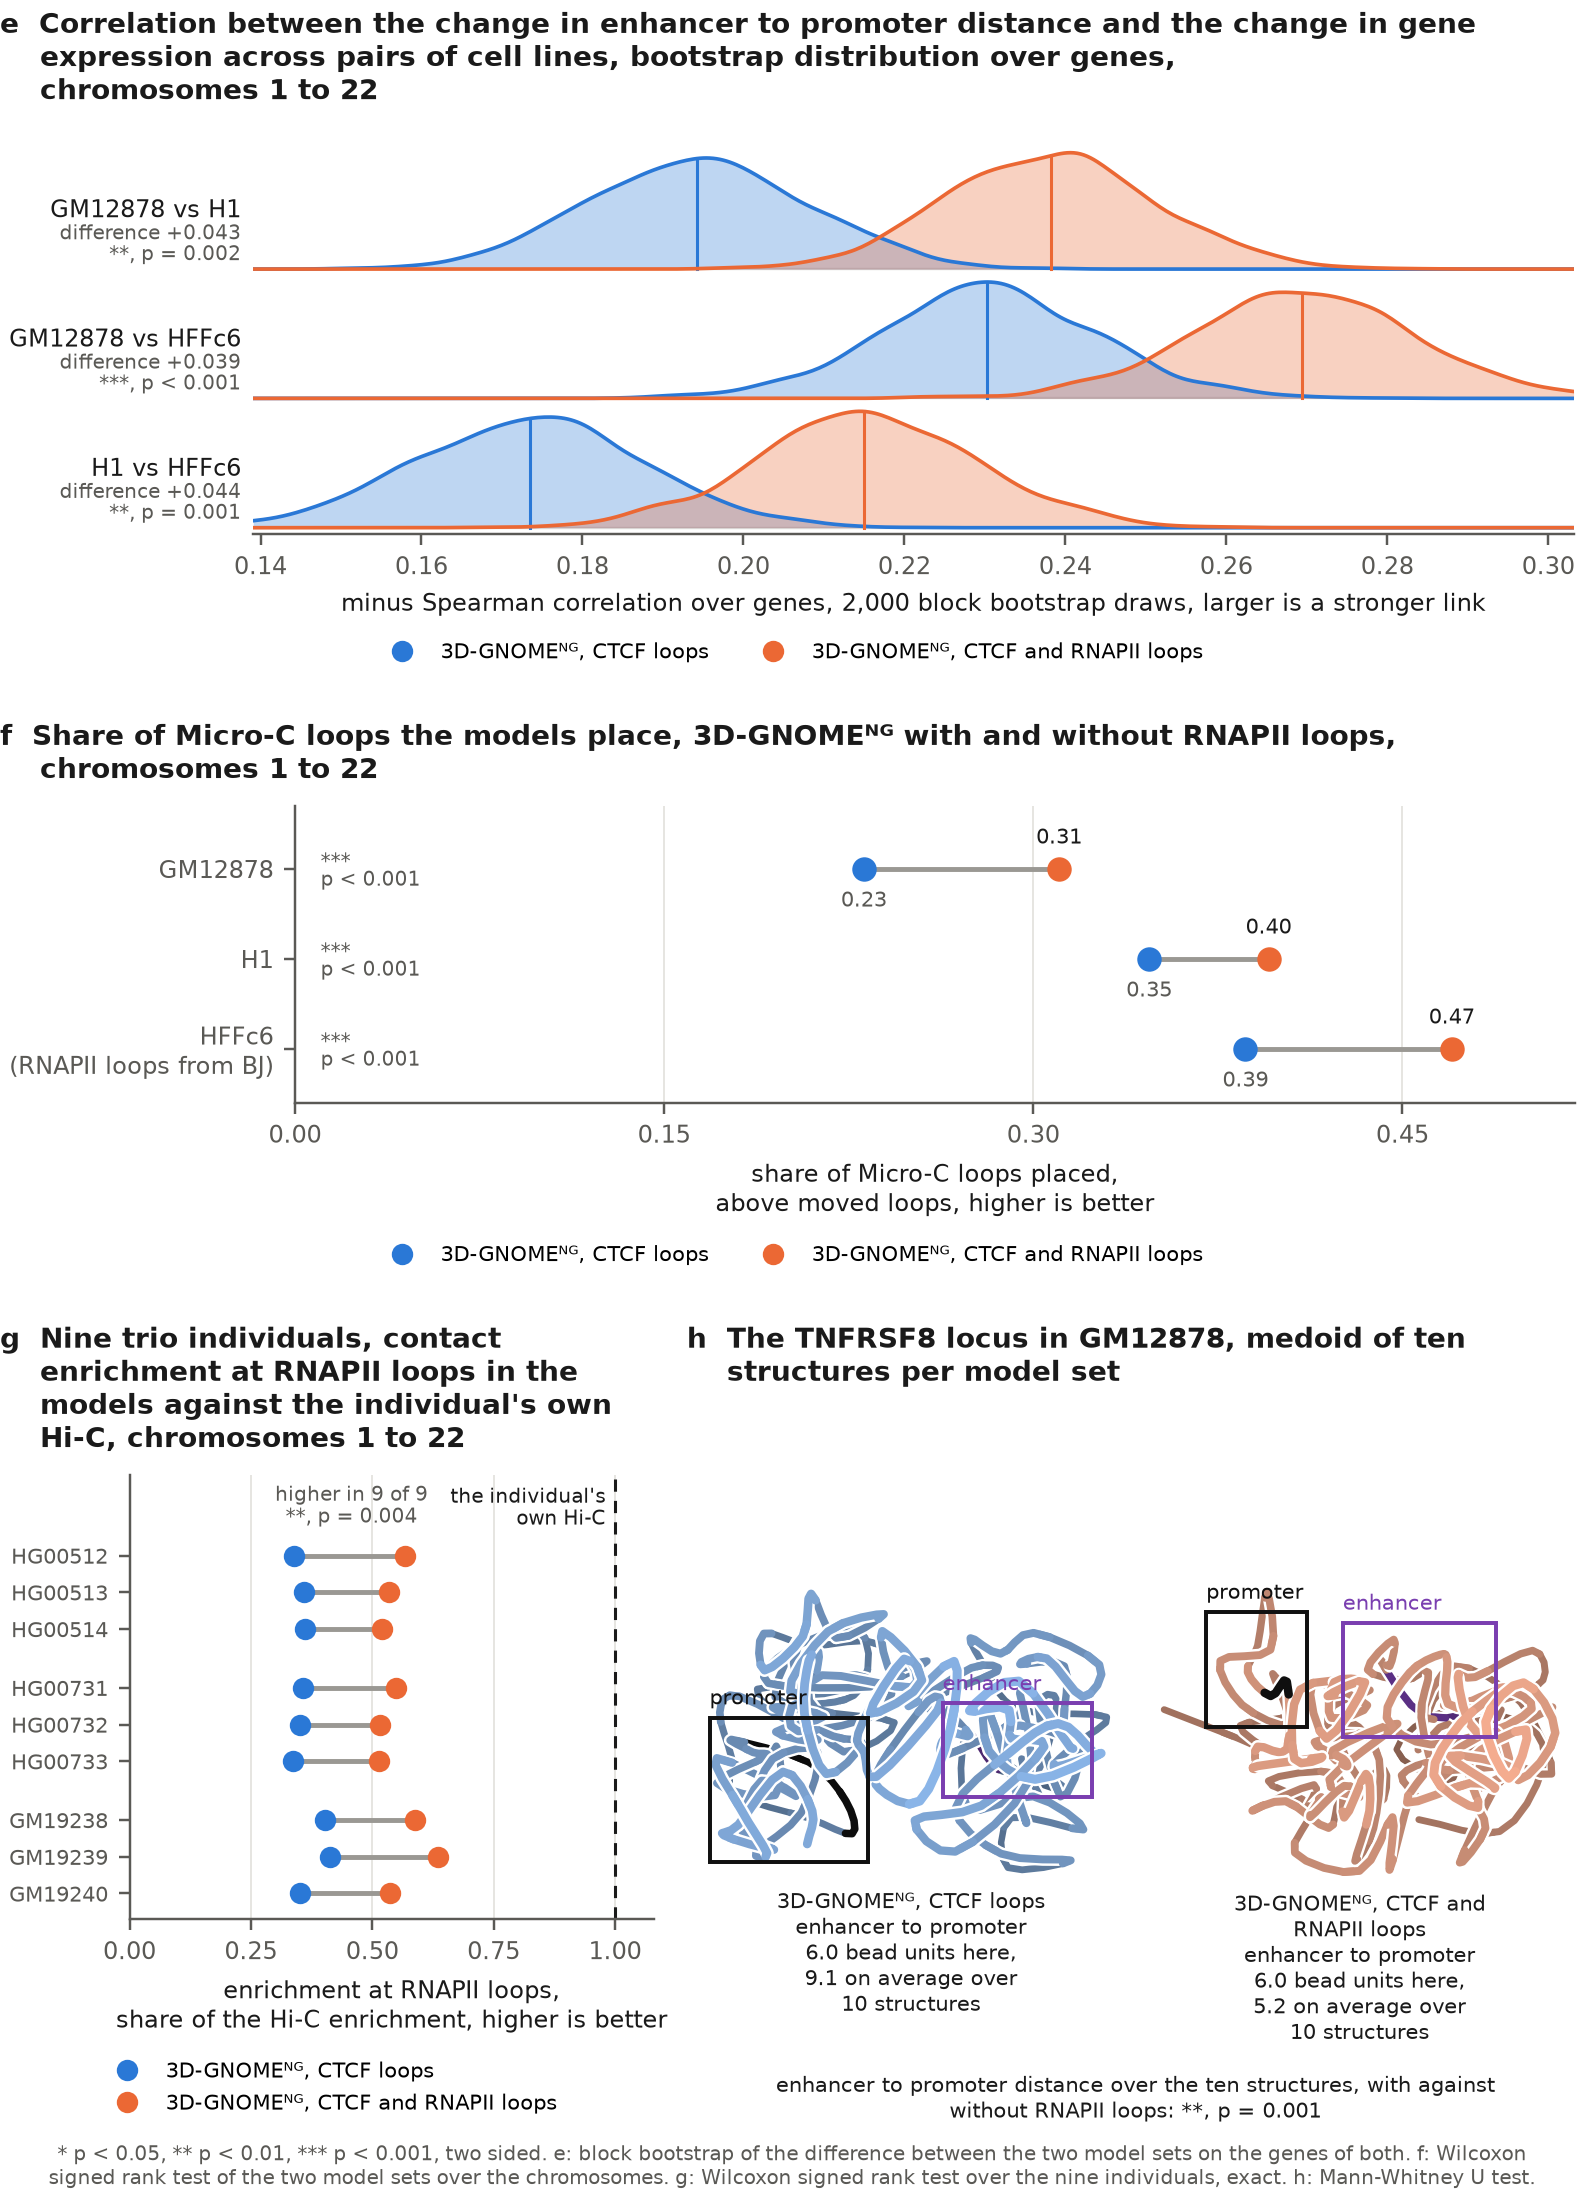 e Correlation between the change in enhancer to promoter distance and the change in gene
expression across pairs of cell lines, bootstrap distribution over genes,
chromosomes 1 to 22
GM12878 vs H1
difference +0.043
**, p = 0.002
GM12878 vs HFFc6
difference +0.039
***, p < 0.001
H1 vs HFFc6
difference +0.044
**, p = 0.001
0.14 0.16 0.18 0.20 0.22 0.24 0.26 0.28 0.30
minus Spearman correlation over genes, 2,000 block bootstrap draws, larger is a stronger link
3D-GNOMEᴺᴳ, CTCF loops 3D-GNOMEᴺᴳ, CTCF and RNAPII loops
f Share of Micro-C loops the models place, 3D-GNOMEᴺᴳ with and without RNAPII loops,
chromosomes 1 to 22
GM12878
***
p < 0.001
0.31
0.23
H1
***
p < 0.001
0.40
0.35
HFFc6
(RNAPII loops from BJ)
***
p < 0.001
0.47
0.39
0.00 0.15 0.30 0.45
share of Micro-C loops placed,
above moved loops, higher is better
3D-GNOMEᴺᴳ, CTCF loops 3D-GNOMEᴺᴳ, CTCF and RNAPII loops
g Nine trio individuals, contact
enrichment at RNAPII loops in the
models against the individual's own
Hi-C, chromosomes 1 to 22
higher in 9 of 9
**, p = 0.004
the individual's
own Hi-C
HG00512
HG00513
HG00514
HG00731
HG00732
HG00733
GM19238
GM19239
GM19240
0.00 0.25 0.50 0.75 1.00
enrichment at RNAPII loops,
share of the Hi-C enrichment, higher is better
3D-GNOMEᴺᴳ, CTCF loops
3D-GNOMEᴺᴳ, CTCF and RNAPII loops
h The TNFRSF8 locus in GM12878, medoid of ten
structures per model set
promoter
enhancer
promoter
enhancer
3D-GNOMEᴺᴳ, CTCF loops
enhancer to promoter
6.0 bead units here,
9.1 on average over
10 structures
3D-GNOMEᴺᴳ, CTCF and
RNAPII loops
enhancer to promoter
6.0 bead units here,
5.2 on average over
10 structures
enhancer to promoter distance over the ten structures, with against
without RNAPII loops: **, p = 0.001
* p < 0.05, ** p < 0.01, *** p < 0.001, two sided. e: block bootstrap of the difference between the two model sets on the genes of both. f: Wilcoxon
signed rank test of the two model sets over the chromosomes. g: Wilcoxon signed rank test over the nine individuals, exact. h: Mann-Whitney U test.